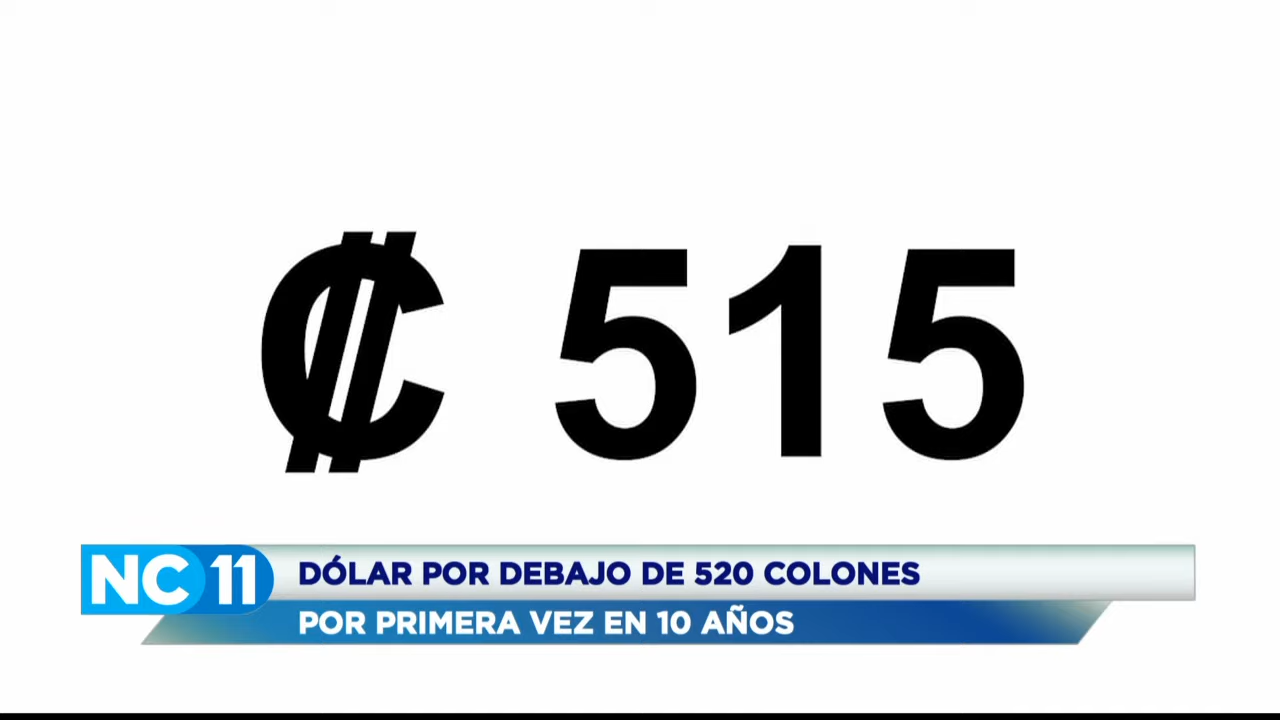 ₡ 515
NC 11
DÓLAR POR DEBAJO DE 520 COLONES
POR PRIMERA VEZ EN 10 AÑOS